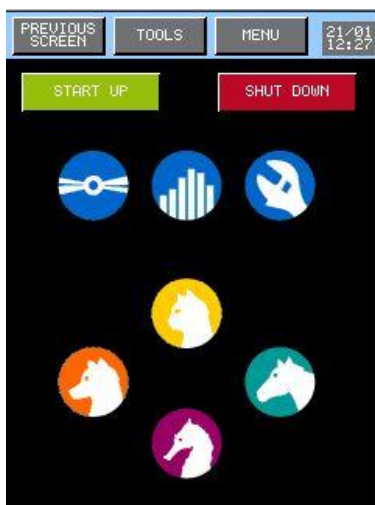 PREVIOUS
SCREEN
TOOLS
MENU
21/01
12:27
START UP
SHUT DOWN